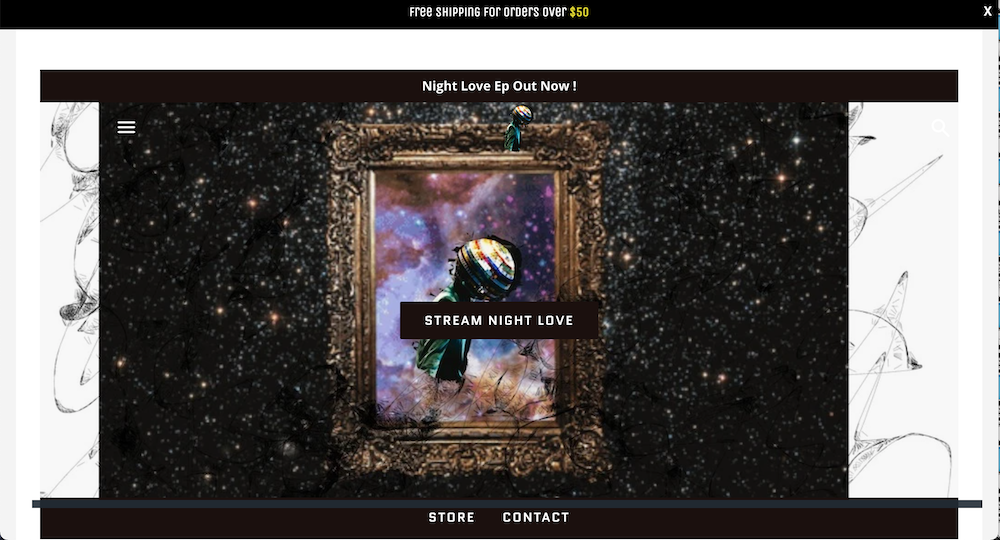 Free Shipping for orders over $50
X
Night Love Ep Out Now !
STREAM NIGHT LOVE
STORE
CONTACT